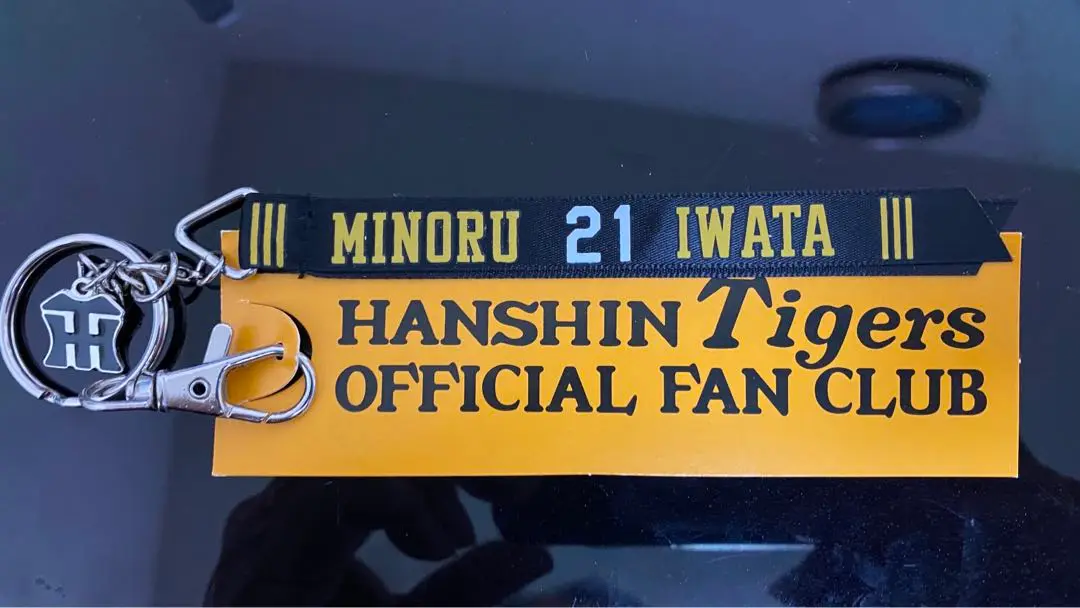 MINORU 21 IWATA
HANSHIN Tigers
OFFICIAL FAN CLUB